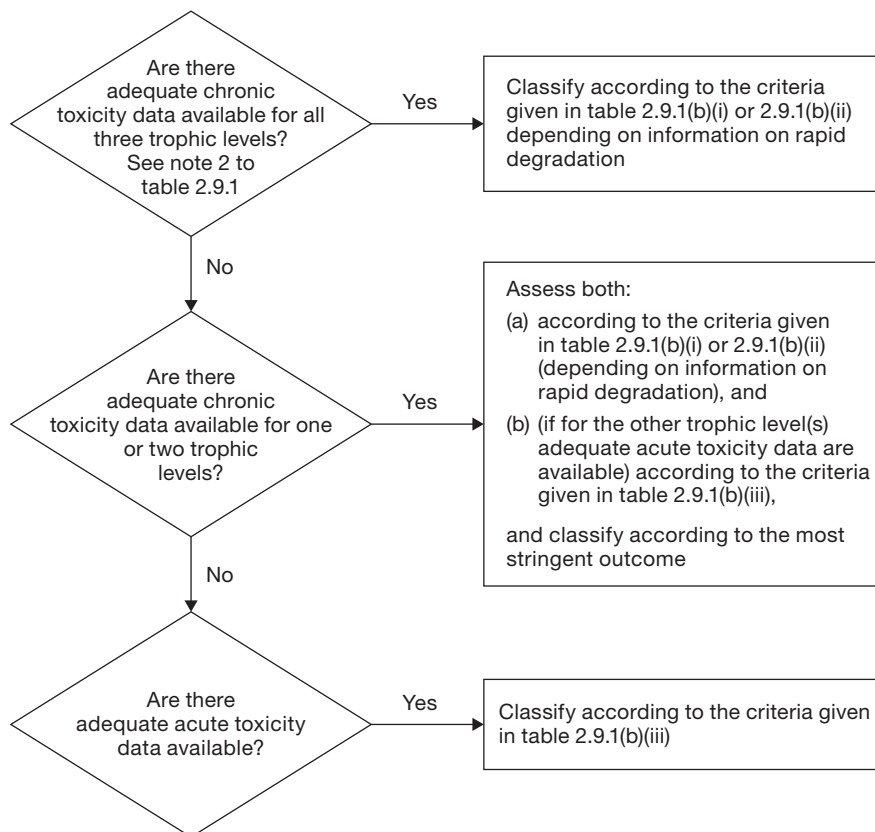 Are there
adequate chronic
toxicity data available for all
three trophic levels?
See note 2 to
table 2.9.1
Yes
Classify according to the criteria
given in table 2.9.1(b)(i) or 2.9.1(b)(ii)
depending on information on rapid
degradation
No
Are there
adequate chronic
toxicity data available for one
or two trophic
levels?
Yes
Assess both:
(a) according to the criteria given
in table 2.9.1(b)(i) or 2.9.1(b)(ii)
(depending on information on
rapid degradation), and
(b) (if for the other trophic level(s)
adequate acute toxicity data are
available) according to the criteria
given in table 2.9.1(b)(iii),
and classify according to the most
stringent outcome
No
Are there
adequate acute toxicity
data available?
Yes
Classify according to the criteria given
in table 2.9.1(b)(iii)